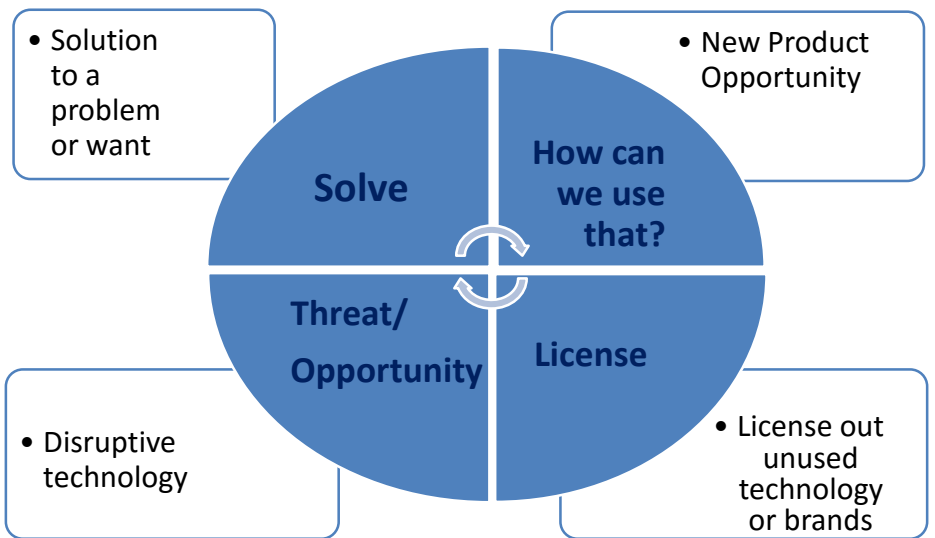 • Solution
to a
problem
or want
• New Product
Opportunity
Solve
How can
we use
that?
Threat/
Opportunity
License
• Disruptive
technology
• License out
unused
technology
or brands